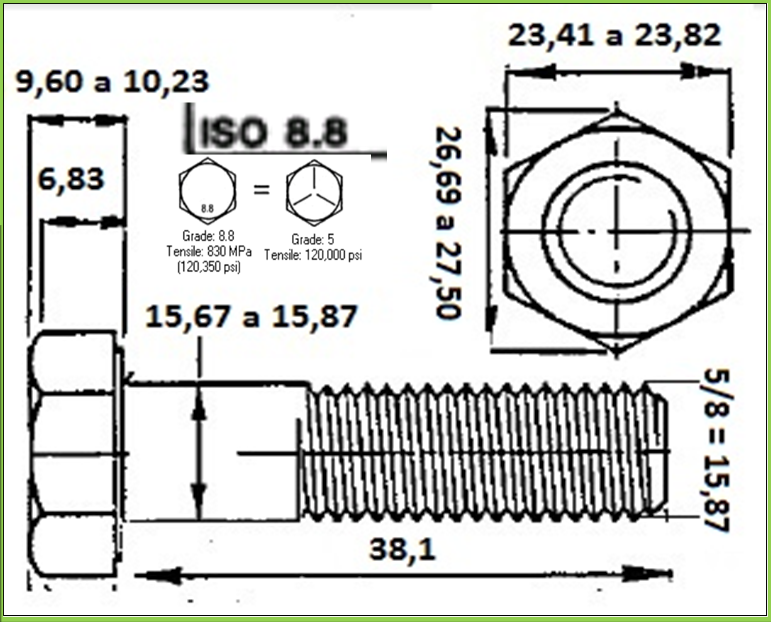 23,41 a 23,82
9,60 a 10,23
ISO 8.8
26,69 a 27,50
6,83
8.8
=
Grade: 8.8
Tensile: 830 MPa
(120,350 psi)
Grade: 5
Tensile: 120,000 psi
15,67 a 15,87
5/8 = 15,87
38,1